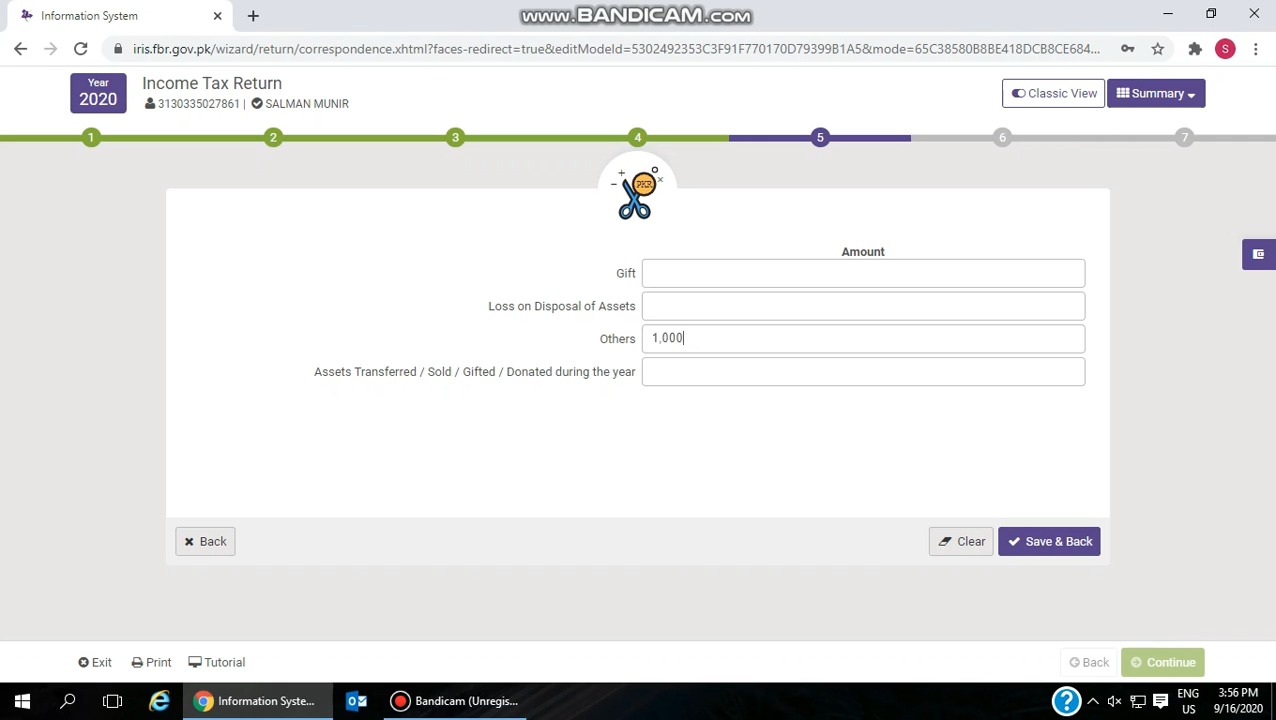 Information System
www.BANDICAM.com
iris.fbr.gov.pk/wizard/return/correspondence.xhtml?faces-redirect=true&editModeId=5302492353C3F91F770170D79399B1A5&mode=65C38580B8BE418DCB8CE684...
S
Year
2020
Income Tax Return
3130335027861 | SALMAN MUNIR
Classic View
Summary
1 2 3 4 5 6 7
PKR
Amount
Gift
Loss on Disposal of Assets
Others 1,000
Assets Transferred / Sold / Gifted / Donated during the year
Back
Clear
Save & Back
Exit
Print
Tutorial
Back
Continue
Information Syste...
Bandicam (Unregis...
ENG
US
3:56 PM
9/16/2020